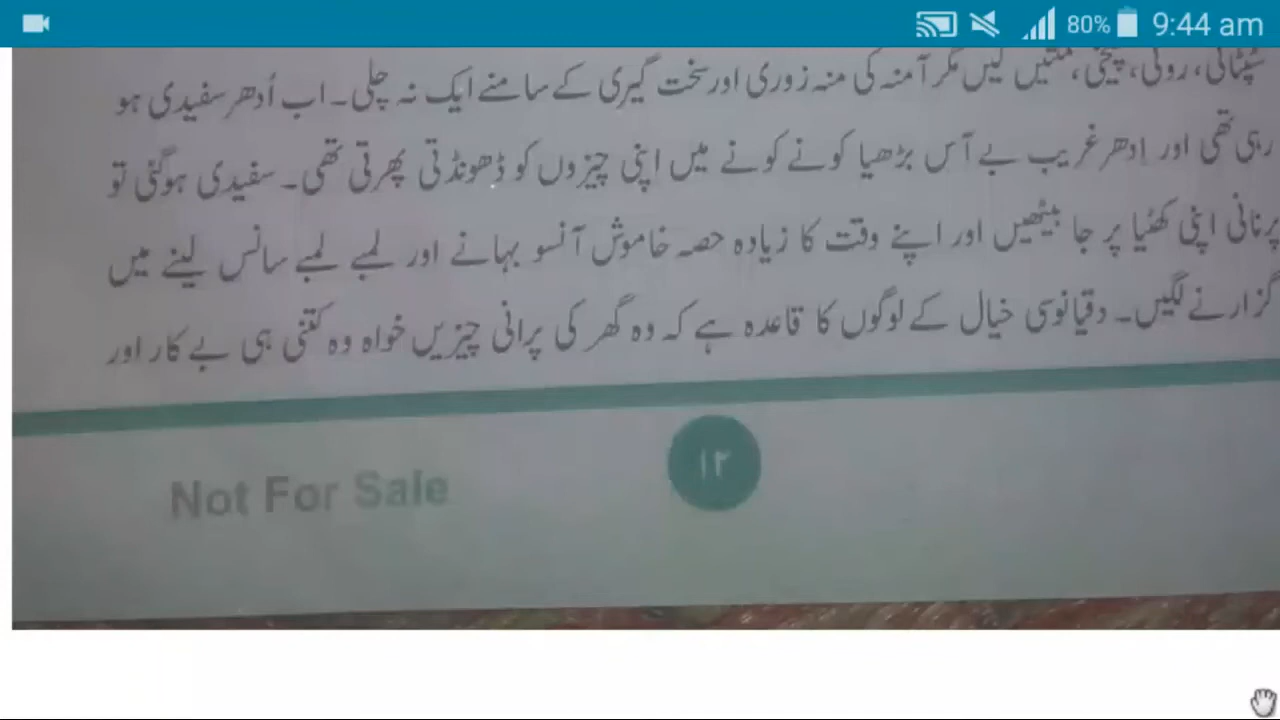 80% 9:44 am
سٹپٹائی، روئی، چیخی، منتیں کیں مگر آمنہ کی منہ زوری اور سخت گیری کے سامنے ایک نہ چلی۔ اب اُدھر سفیدی ہو
رہی تھی اور اِدھر غریب بے آس بڑھیا کونے کونے میں اپنی چیزوں کو ڈھونڈتی پھرتی تھی۔ سفیدی ہوگئی تو
پرنانی اپنی کھٹیا پر جا بیٹھیں اور اپنے وقت کا زیادہ حصہ خاموش آنسو بہانے اور لمبے لمبے سانس لینے میں
گزارنے لگیں۔ دقیانوسی خیال کے لوگوں کا قاعدہ ہے کہ وہ گھر کی پرانی چیزیں خواہ وہ کتنی ہی بے کار اور
۱۲
Not For Sale